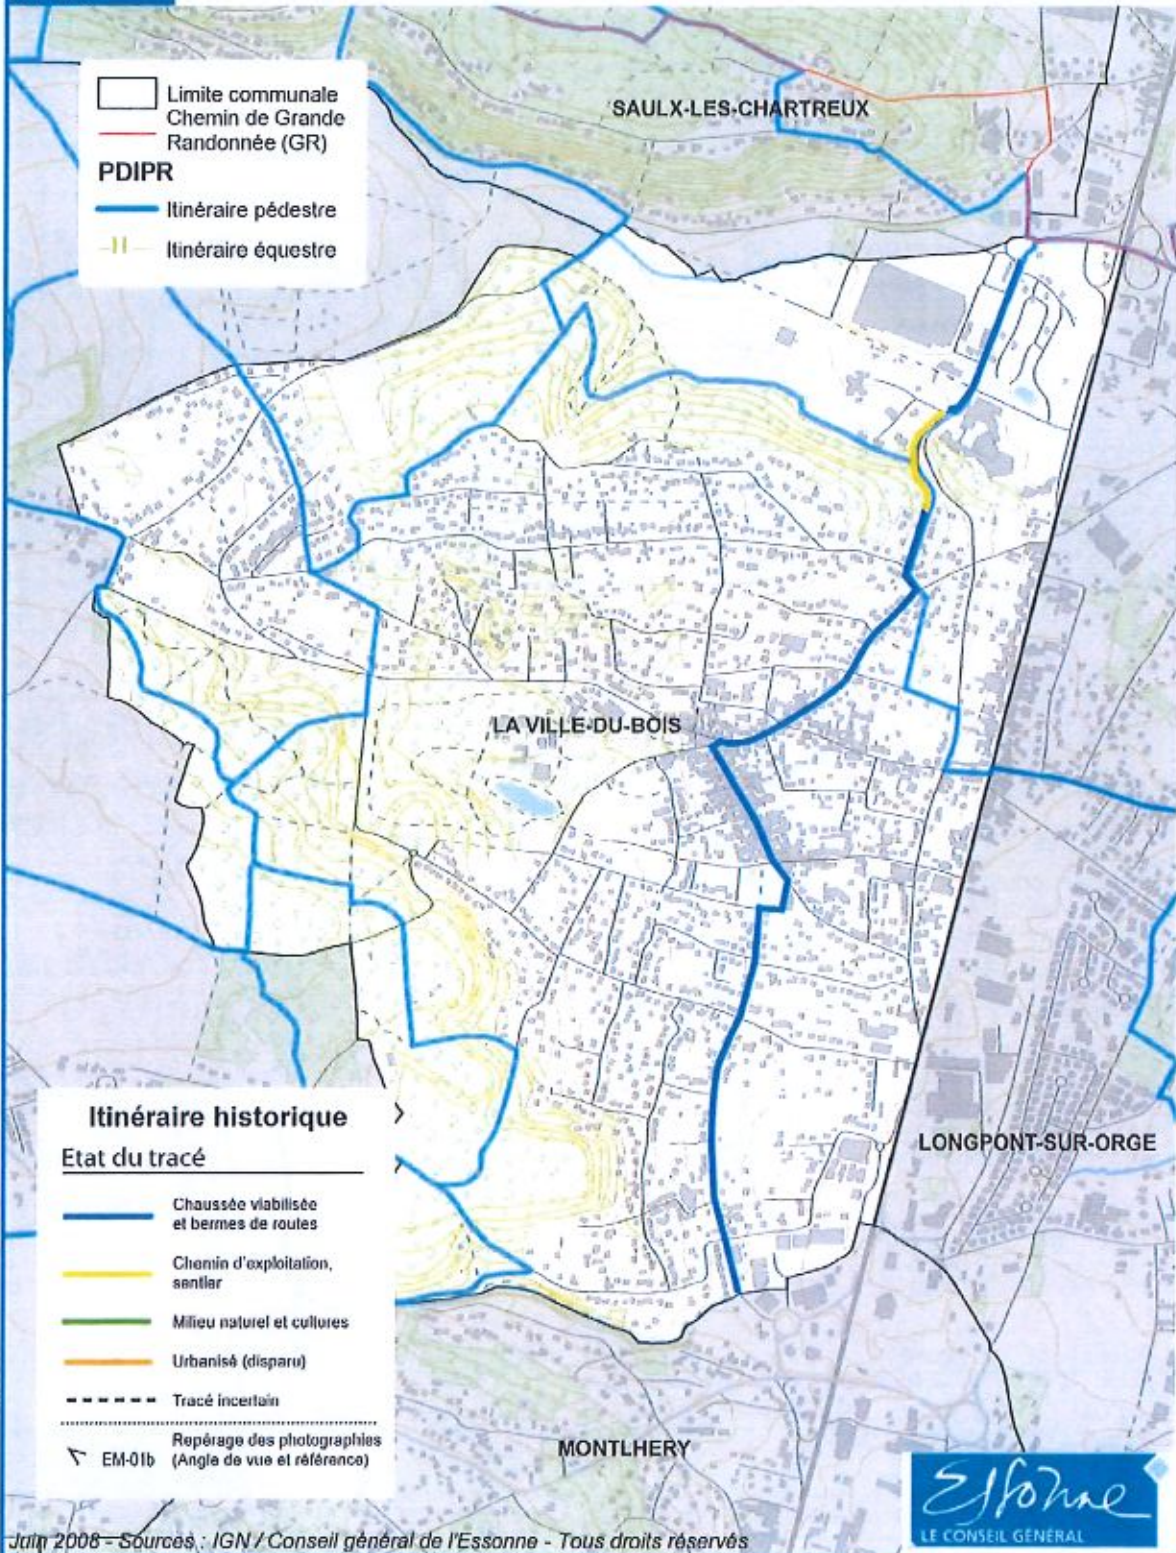 SAULX-LES-CHARTREUX
Limite communale
Chemin de Grande
Randonnée (GR)
PDIPR
Itinéraire pédestre
Itinéraire équestre
LA VILLE-DU-BOIS
LONGPONT-SUR-ORGE
Itinéraire historique
Etat du tracé
Chaussée viabilisée
et bermes de routes
Chemin d'exploitation,
sentier
Milieu naturel et cultures
Urbanisé (disparu)
Tracé incertain
Repérage des photographies
EM-01b (Angle de vue et référence)
MONTLHERY
Essonne
LE CONSEIL GÉNÉRAL
Juin 2008 - Sources : IGN / Conseil général de l'Essonne - Tous droits réservés